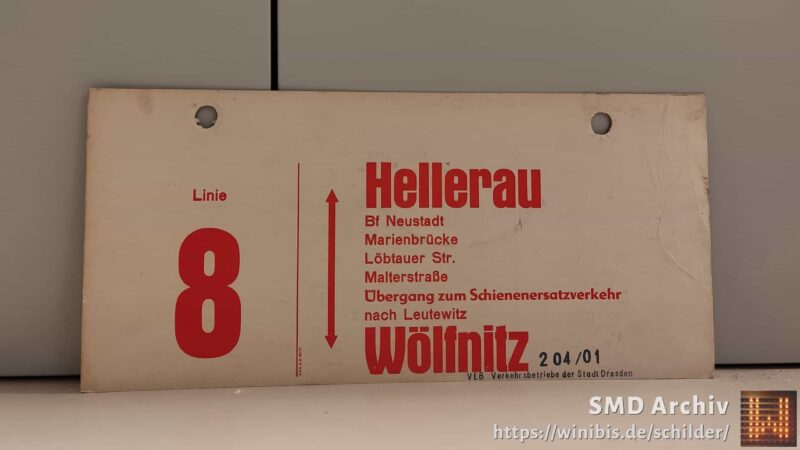 Linie
8
Hellerau
Bf Neustadt
Marienbrücke
Löbtauer Str.
Malterstraße
Übergang zum Schienenersatzverkehr
nach Leutewitz
Wölfnitz
204/01
VEB Verkehrsbetriebe der Stadt Dresden
SMD Archiv
https://winibis.de/schilder/